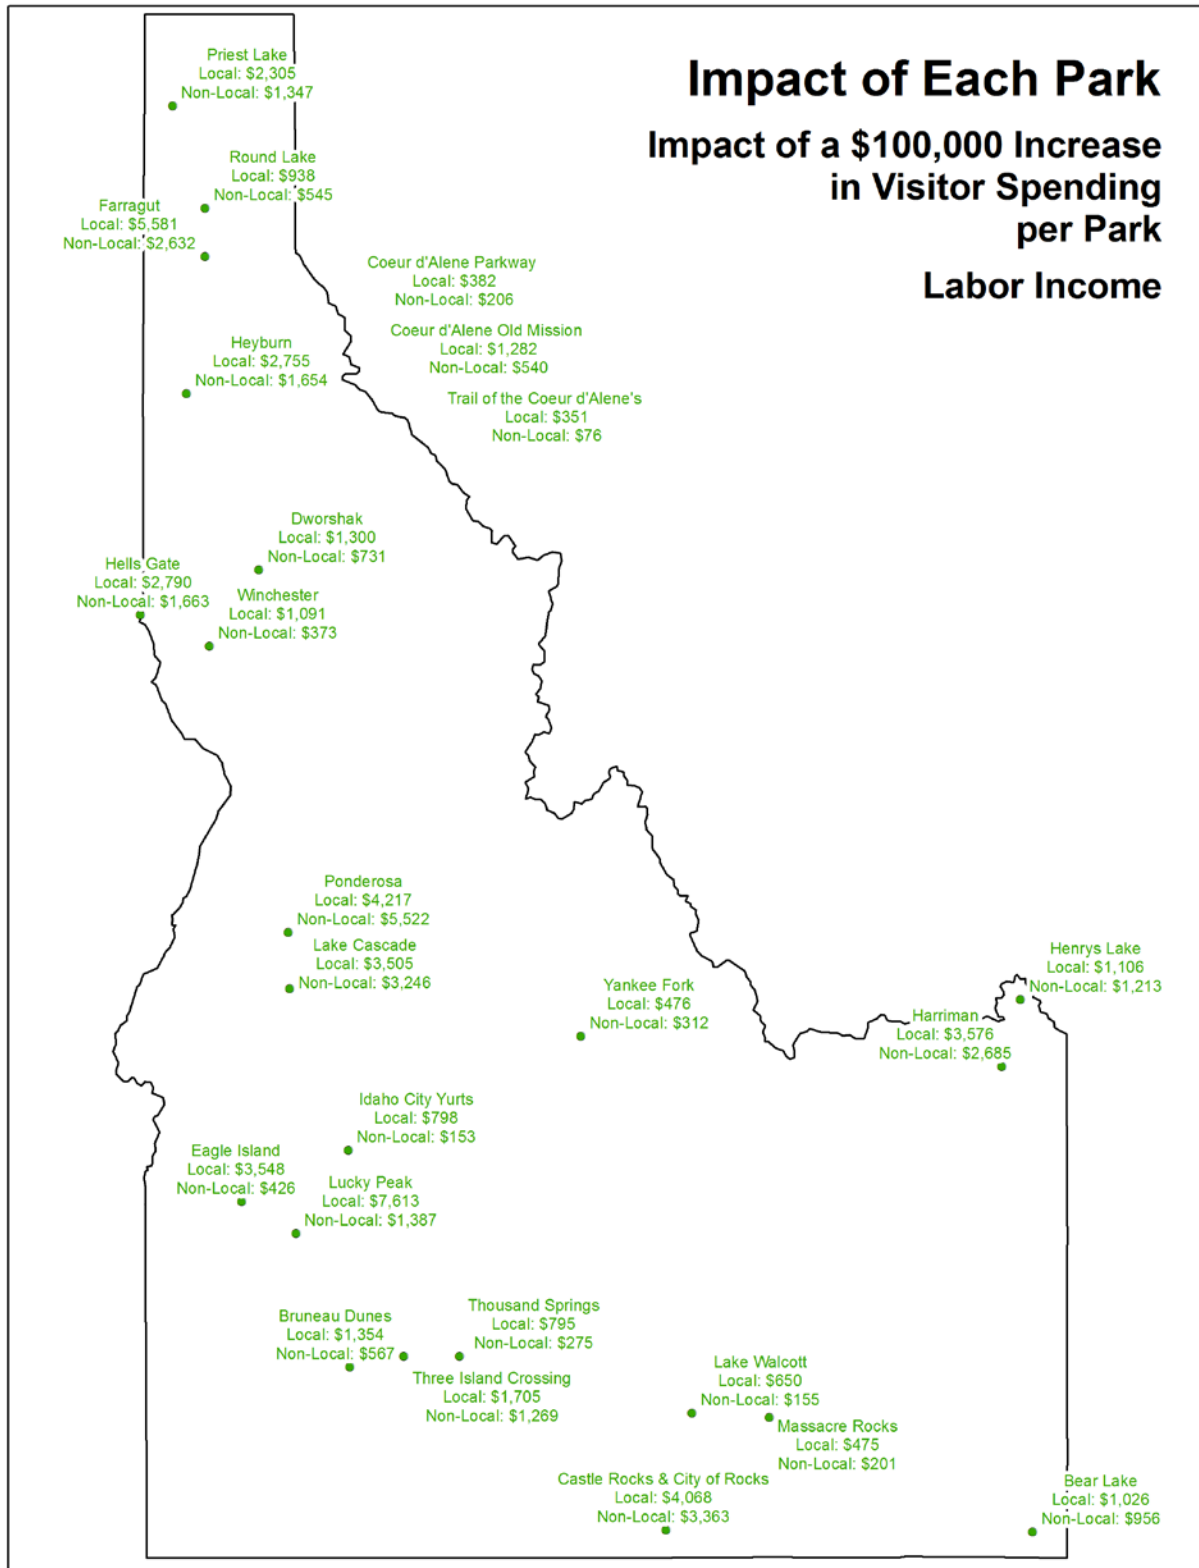 Impact of Each Park
Impact of a $100,000 Increase
in Visitor Spending
per Park
Labor Income
Priest Lake
Local: $2,305
Non-Local: $1,347
Round Lake
Local: $938
Non-Local: $545
Farragut
Local: $5,581
Non-Local: $2,632
Coeur d'Alene Parkway
Local: $382
Non-Local: $206
Coeur d'Alene Old Mission
Local: $1,282
Non-Local: $540
Heyburn
Local: $2,755
Non-Local: $1,654
Trail of the Coeur d'Alene's
Local: $351
Non-Local: $76
Dworshak
Local: $1,300
Non-Local: $731
Hells Gate
Local: $2,790
Non-Local: $1,663
Winchester
Local: $1,091
Non-Local: $373
Ponderosa
Local: $4,217
Non-Local: $5,522
Lake Cascade
Local: $3,505
Non-Local: $3,246
Henrys Lake
Local: $1,106
Non-Local: $1,213
Yankee Fork
Local: $476
Non-Local: $312
Harriman
Local: $3,576
Non-Local: $2,685
Idaho City Yurts
Local: $798
Non-Local: $153
Eagle Island
Local: $3,548
Non-Local: $426
Lucky Peak
Local: $7,613
Non-Local: $1,387
Thousand Springs
Local: $795
Non-Local: $275
Bruneau Dunes
Local: $1,354
Non-Local: $567
Three Island Crossing
Local: $1,705
Non-Local: $1,269
Lake Walcott
Local: $650
Non-Local: $155
Massacre Rocks
Local: $475
Non-Local: $201
Castle Rocks & City of Rocks
Local: $4,068
Non-Local: $3,363
Bear Lake
Local: $1,026
Non-Local: $956